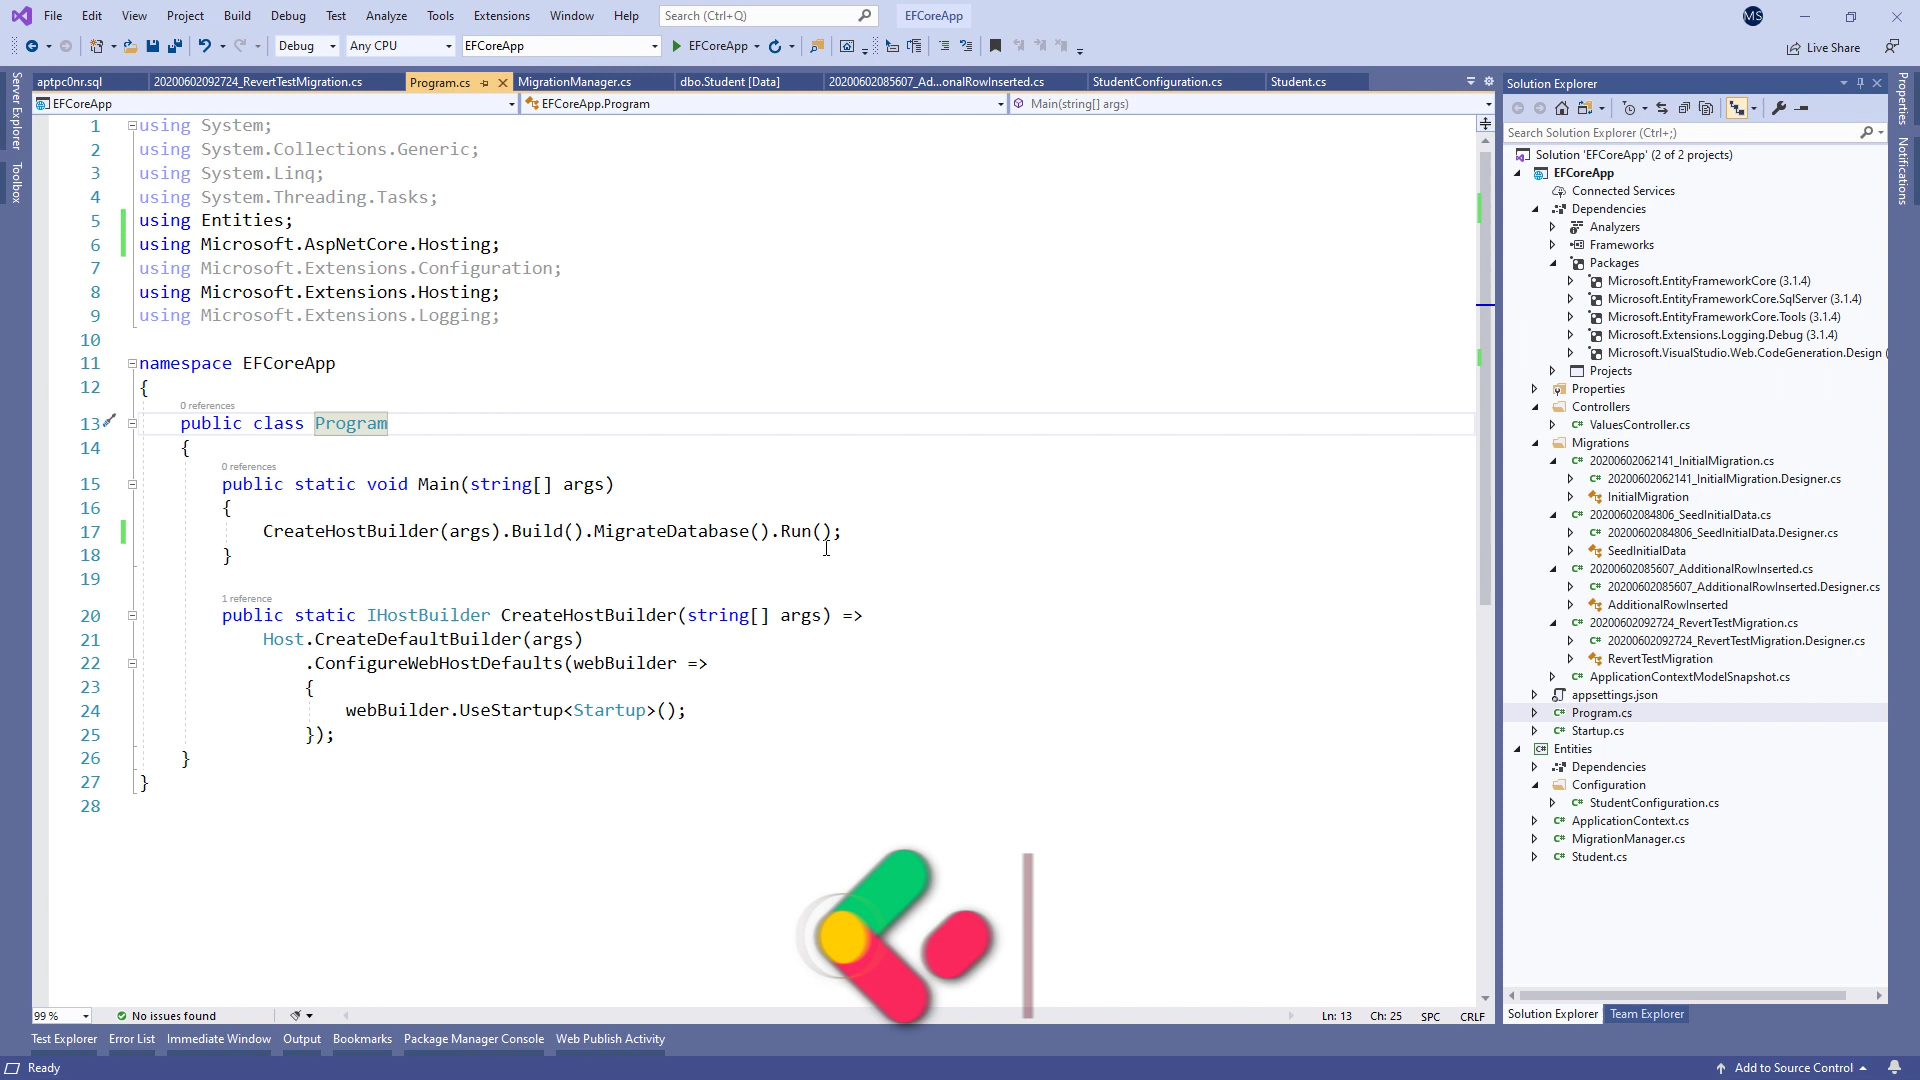 File Edit View Project Build Debug Test Analyze Tools Extensions Window Help Search (Ctrl+Q) EFCoreApp MS
Debug Any CPU EFCoreApp EFCoreApp Live Share
Server Explorer
Toolbox
aptpc0nr.sql 20200602092724_RevertTestMigration.cs Program.cs MigrationManager.cs dbo.Student [Data] 20200602085607_Ad...onalRowInserted.cs StudentConfiguration.cs Student.cs
EFCoreApp EFCoreApp.Program Main(string[] args)
1 using System;
2 using System.Collections.Generic;
3 using System.Linq;
4 using System.Threading.Tasks;
5 using Entities;
6 using Microsoft.AspNetCore.Hosting;
7 using Microsoft.Extensions.Configuration;
8 using Microsoft.Extensions.Hosting;
9 using Microsoft.Extensions.Logging;
10
11 namespace EFCoreApp
12 {
0 references
13 public class Program
14 {
0 references
15 public static void Main(string[] args)
16 {
17 CreateHostBuilder(args).Build().MigrateDatabase().Run();
18 }
19
1 reference
20 public static IHostBuilder CreateHostBuilder(string[] args) =>
21 Host.CreateDefaultBuilder(args)
22 .ConfigureWebHostDefaults(webBuilder =>
23 {
24 webBuilder.UseStartup<Startup>();
25 });
26 }
27 }
28
99 % No issues found Ln: 13 Ch: 25 SPC CRLF
Solution Explorer
Search Solution Explorer (Ctrl+;)
Solution 'EFCoreApp' (2 of 2 projects)
EFCoreApp
Connected Services
Dependencies
Analyzers
Frameworks
Packages
Microsoft.EntityFrameworkCore (3.1.4)
Microsoft.EntityFrameworkCore.SqlServer (3.1.4)
Microsoft.EntityFrameworkCore.Tools (3.1.4)
Microsoft.Extensions.Logging.Debug (3.1.4)
Microsoft.VisualStudio.Web.CodeGeneration.Design (
Projects
Properties
Controllers
ValuesController.cs
Migrations
20200602062141_InitialMigration.cs
20200602062141_InitialMigration.Designer.cs
InitialMigration
20200602084806_SeedInitialData.cs
20200602084806_SeedInitialData.Designer.cs
SeedInitialData
20200602085607_AdditionalRowInserted.cs
20200602085607_AdditionalRowInserted.Designer.cs
AdditionalRowInserted
20200602092724_RevertTestMigration.cs
20200602092724_RevertTestMigration.Designer.cs
RevertTestMigration
ApplicationContextModelSnapshot.cs
appsettings.json
Program.cs
Startup.cs
Entities
Dependencies
Configuration
StudentConfiguration.cs
ApplicationContext.cs
MigrationManager.cs
Student.cs
Solution Explorer Team Explorer
Properties
Notifications
Test Explorer Error List Immediate Window Output Bookmarks Package Manager Console Web Publish Activity
Ready Add to Source Control